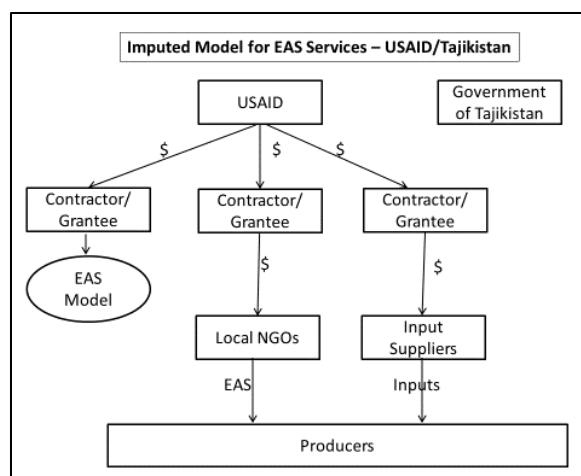 Imputed Model for EAS Services – USAID/Tajikistan
USAID
Government
of Tajikistan
$
$
$
Contractor/
Grantee
Contractor/
Grantee
Contractor/
Grantee
EAS
Model
$
$
Local NGOs
Input
Suppliers
EAS
Inputs
Producers